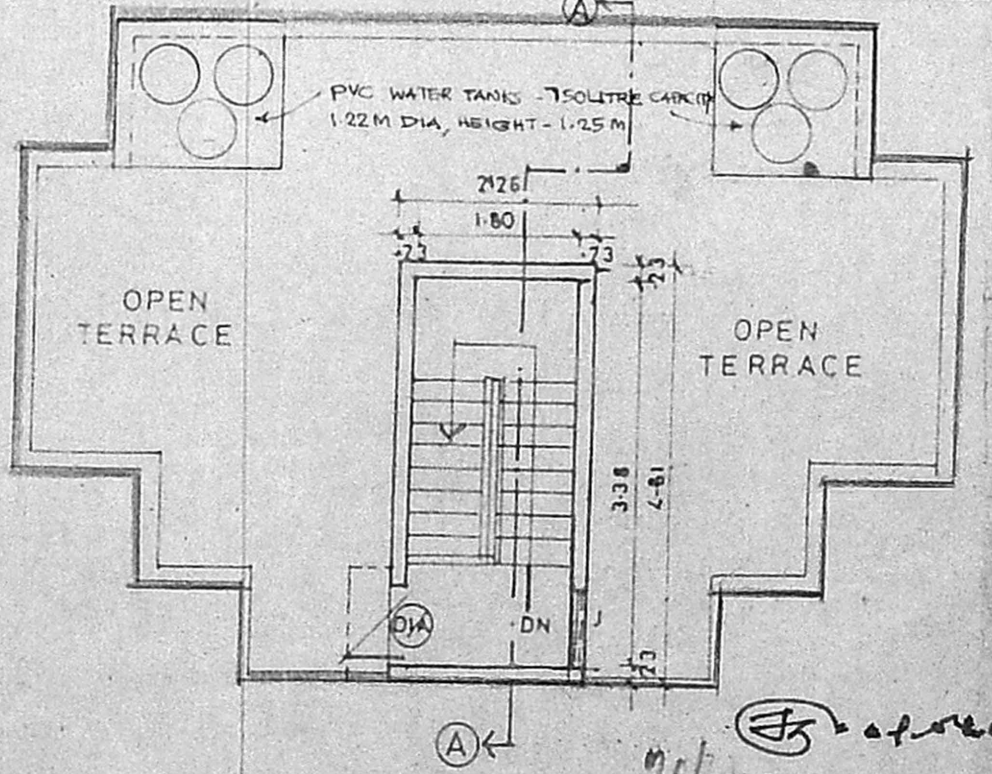 A
PVC WATER TANKS - 750LITRE CAPACITY
1.22M DIA, HEIGHT - 1.25M
2.26
1.80
.23
.23
.23
OPEN
TERRACE
OPEN
TERRACE
3.38
4.81
D1A
DN
J
.23
A